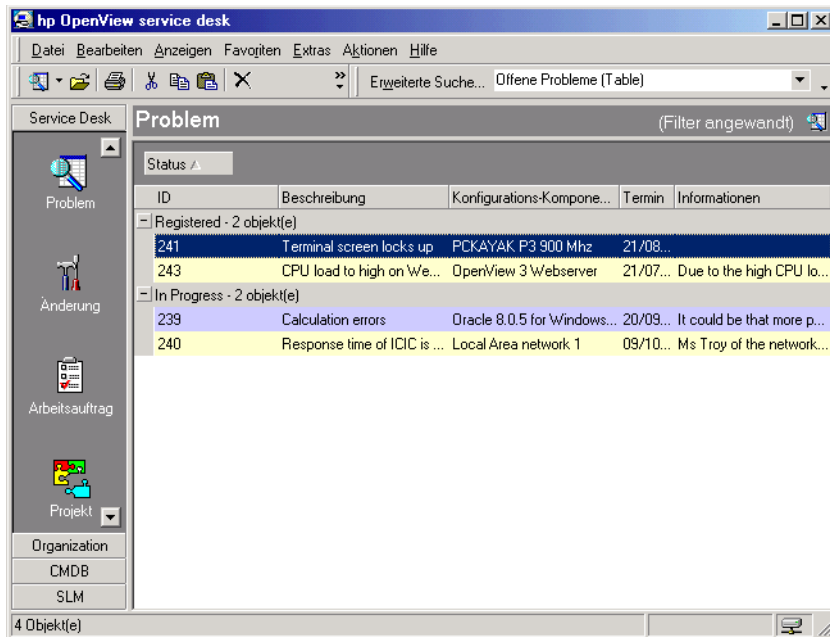 hp OpenView service desk
Datei Bearbeiten Anzeigen Favoriten Extras Aktionen Hilfe
Erweiterte Suche... Offene Probleme (Table)
Service Desk
Problem (Filter angewandt)
Status
ID Beschreibung Konfigurations-Kompone... Termin Informationen
Registered - 2 objekt(e)
241 Terminal screen locks up PCKAYAK P3 900 Mhz 21/08...
243 CPU load to high on We... OpenView 3 Webserver 21/07... Due to the high CPU lo...
In Progress - 2 objekt(e)
239 Calculation errors Oracle 8.0.5 for Windows... 20/09... It could be that more p...
240 Response time of ICIC is ... Local Area network 1 09/10... Ms Troy of the network...
Problem
Änderung
Arbeitsauftrag
Projekt
Organization
CMDB
SLM
4 Objekt(e)